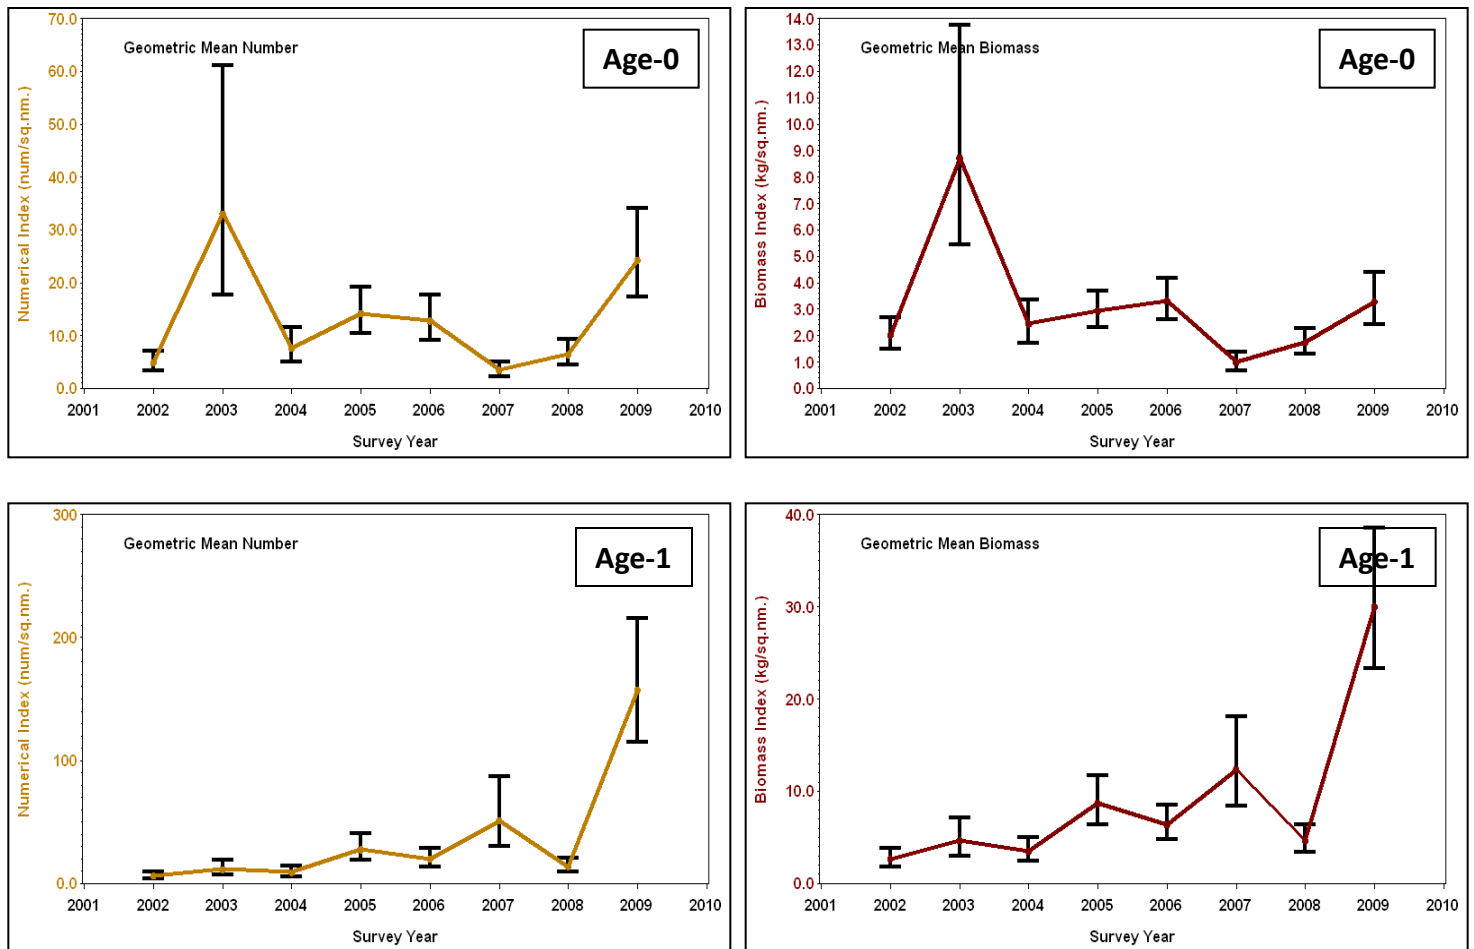 70.0
60.0
50.0
40.0
30.0
20.0
10.0
0.0
Numerical Index (num/sq.nm.)
Geometric Mean Number
Age-0
2001 2002 2003 2004 2005 2006 2007 2008 2009 2010
Survey Year
14.0
13.0
12.0
11.0
10.0
9.0
8.0
7.0
6.0
5.0
4.0
3.0
2.0
1.0
0.0
Biomass Index (kg/sq.nm.)
Geometric Mean Biomass
Age-0
2001 2002 2003 2004 2005 2006 2007 2008 2009 2010
Survey Year
300
200
100
0.0
Numerical Index (num/sq.nm.)
Geometric Mean Number
Age-1
2001 2002 2003 2004 2005 2006 2007 2008 2009 2010
Survey Year
40.0
30.0
20.0
10.0
0.0
Biomass Index (kg/sq.nm.)
Geometric Mean Biomass
Age-1
2001 2002 2003 2004 2005 2006 2007 2008 2009 2010
Survey Year